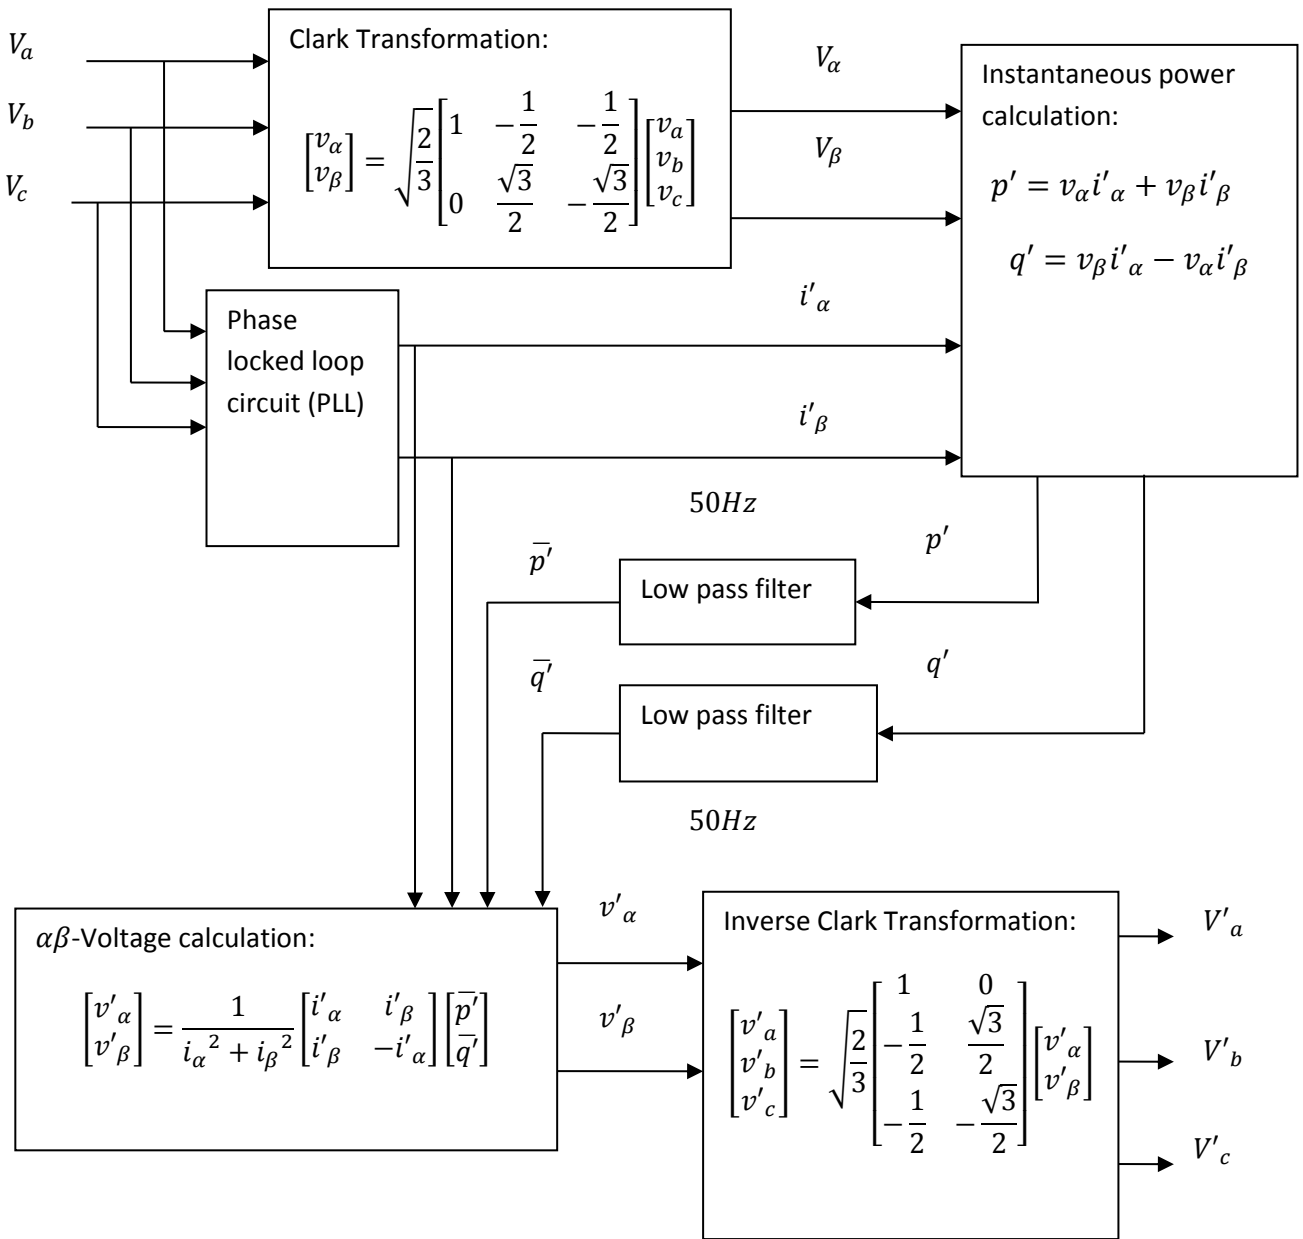 V_a
V_b
V_c
Clark Transformation:
[v_α v_β] = √(2/3) [1 -1/2 -1/2; 0 √3/2 -√3/2] [v_a v_b v_c]
V_α
V_β
Instantaneous power
calculation:
p′ = v_α i′_α + v_β i′_β
q′ = v_β i′_α − v_α i′_β
Phase
locked loop
circuit (PLL)
i′_α
i′_β
50Hz
p̅′
Low pass filter
p′
q̅′
Low pass filter
q′
50Hz
αβ-Voltage calculation:
[v′_α v′_β] = 1/(i_α² + i_β²) [i′_α i′_β; i′_β −i′_α] [p̅′ q̅′]
v′_α
v′_β
Inverse Clark Transformation:
[v′_a v′_b v′_c] = √(2/3) [1 0; -1/2 √3/2; -1/2 -√3/2] [v′_α v′_β]
V′_a
V′_b
V′_c